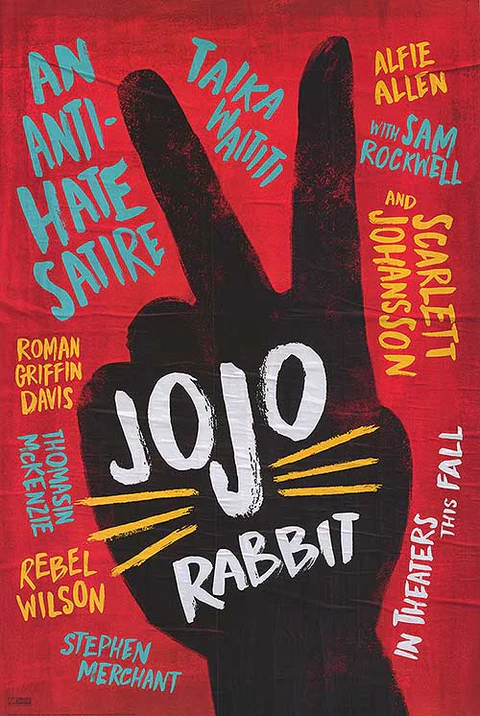 AN
ANTI-
HATE
SATIRE
TAIKA
WAITITI
ALFIE
ALLEN
WITH SAM
ROCKWELL
AND
SCARLETT
JOHANSSON
ROMAN
GRIFFIN
DAVIS
THOMASIN
MCKENZIE
REBEL
WILSON
STEPHEN
MERCHANT
JOJO
RABBIT
IN THEATERS
THIS FALL